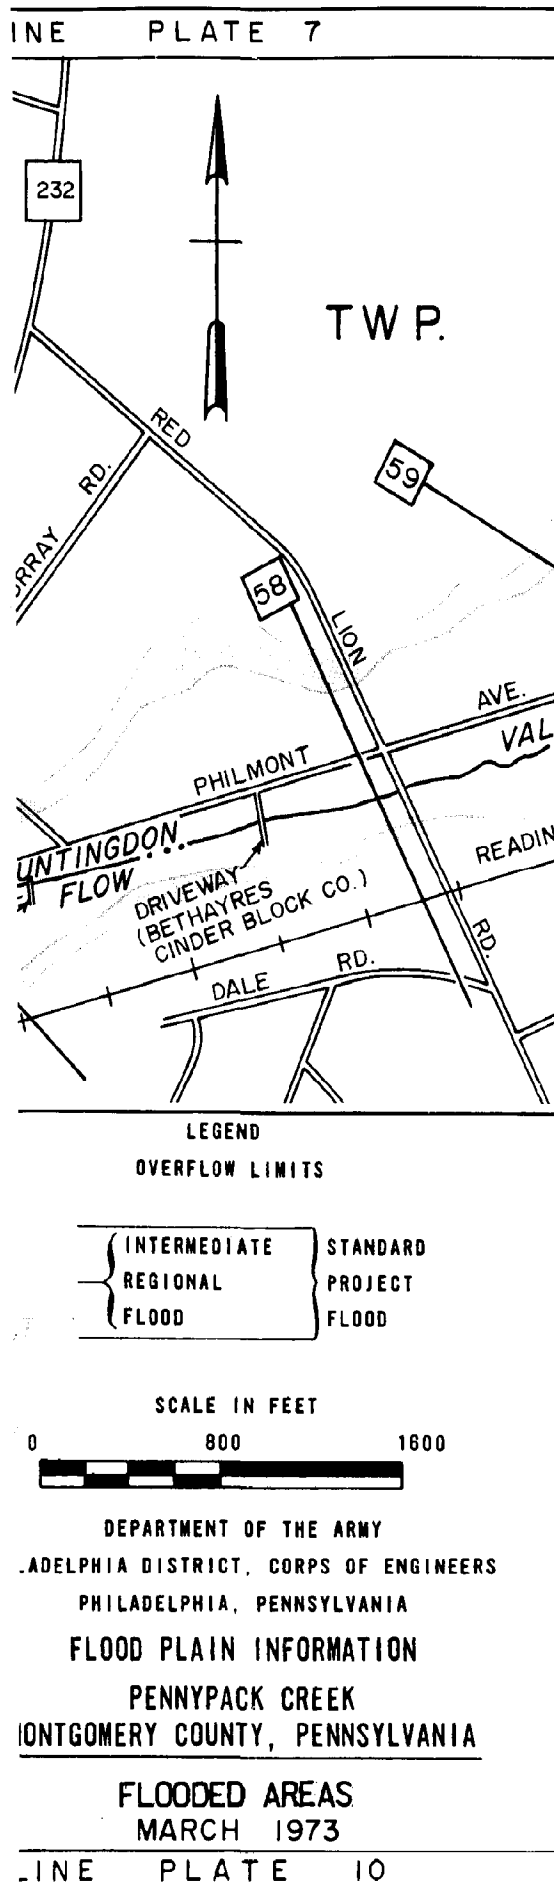 INE PLATE 7
232
TWP.
RED
RD.
RRAY
59
58
LION
AVE.
VAL
PHILMONT
UNTINGDON
FLOW
READIN
DRIVEWAY
(BETHAYRES
CINDER BLOCK CO.)
RD.
DALE RD.
LEGEND
OVERFLOW LIMITS
INTERMEDIATE
REGIONAL
FLOOD
STANDARD
PROJECT
FLOOD
SCALE IN FEET
0 800 1600
DEPARTMENT OF THE ARMY
ADELPHIA DISTRICT, CORPS OF ENGINEERS
PHILADELPHIA, PENNSYLVANIA
FLOOD PLAIN INFORMATION
PENNYPACK CREEK
ONTGOMERY COUNTY, PENNSYLVANIA
FLOODED AREAS
MARCH 1973
INE PLATE 10